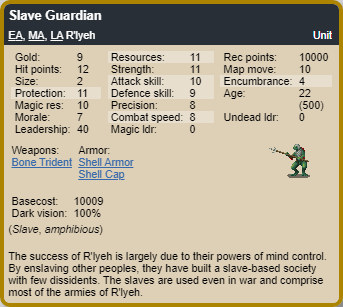 Slave Guardian
EA, MA, LA R'lyeh Unit
Gold: 9 Resources: 11 Rec points: 10000
Hit points: 12 Strength: 11 Map move: 10
Size: 2 Attack skill: 10 Encumbrance: 4
Protection: 11 Defence skill: 9 Age: 22
Magic res: 10 Precision: 8 (500)
Morale: 7 Combat speed: 8 Undead ldr: 0
Leadership: 40 Magic ldr: 0
Weapons: Armor:
Bone Trident Shell Armor
Shell Cap
Basecost: 10009
Dark vision: 100%
(Slave, amphibious)
The success of R'lyeh is largely due to their powers of mind control.
By enslaving other peoples, they have built a slave-based society
with few dissidents. The slaves are used even in war and comprise
most of the armies of R'lyeh.